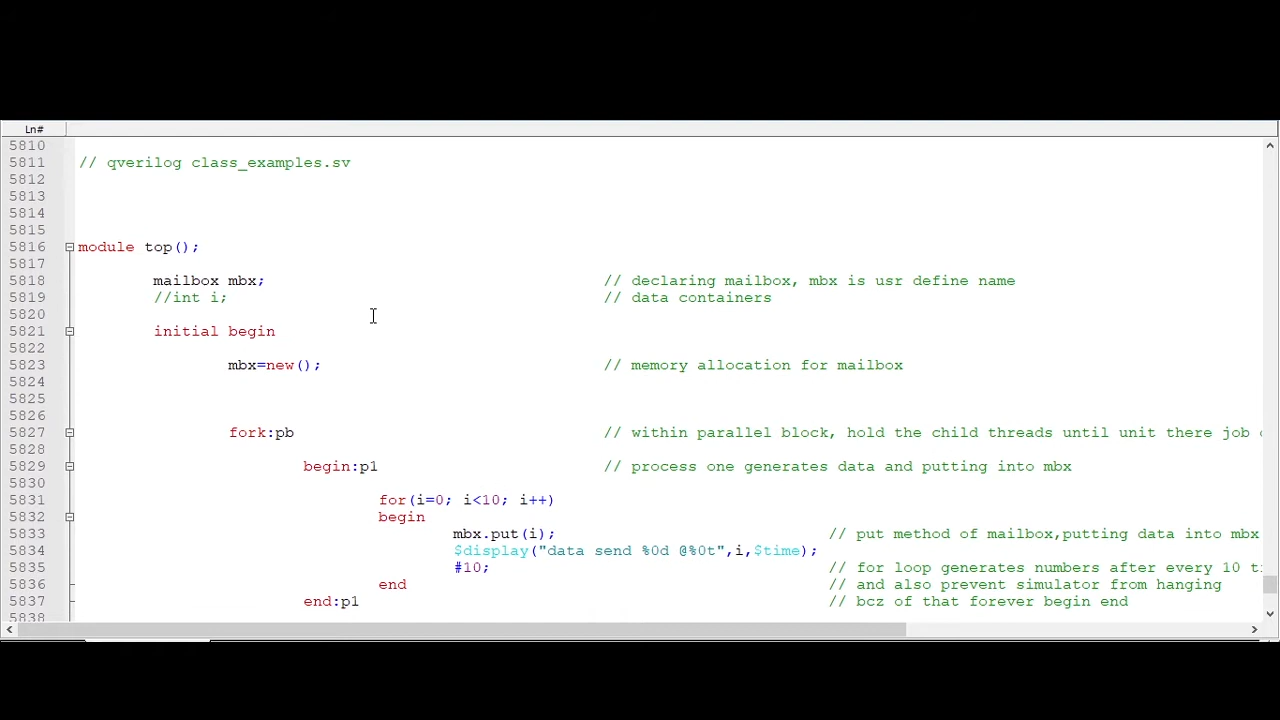 Ln#
5810
5811 // qverilog class_examples.sv
5812
5813
5814
5815
5816 module top();
5817
5818 mailbox mbx; // declaring mailbox, mbx is usr define name
5819 //int i; // data containers
5820
5821 initial begin
5822
5823 mbx=new(); // memory allocation for mailbox
5824
5825
5826
5827 fork:pb // within parallel block, hold the child threads until unit there job
5828
5829 begin:p1 // process one generates data and putting into mbx
5830
5831 for(i=0; i<10; i++)
5832 begin
5833 mbx.put(i); // put method of mailbox,putting data into mbx
5834 $display("data send %0d @%0t",i,$time);
5835 #10; // for loop generates numbers after every 10
5836 end // and also prevent simulator from hanging
5837 end:p1 // bcz of that forever begin end
5838